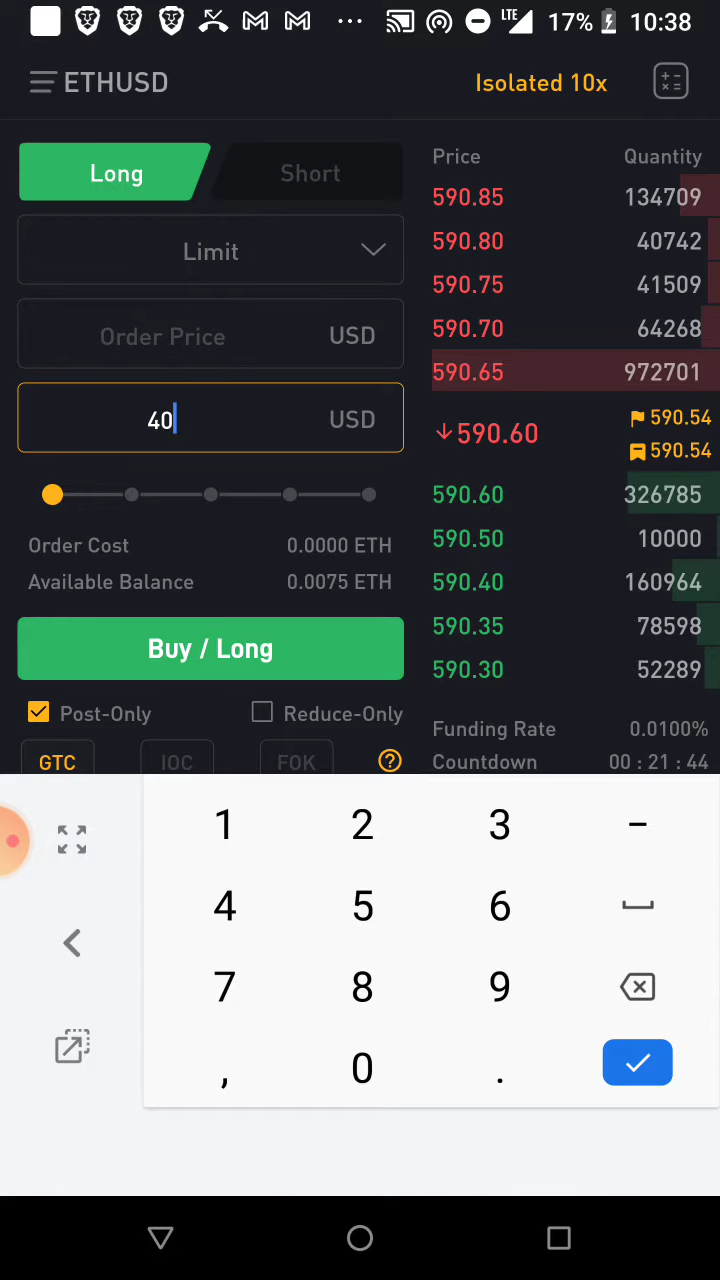 LTE 17% 10:38
ETHUSD
Isolated 10x
Long
Short
Limit
Order Price USD
40 USD
Order Cost 0.0000 ETH
Available Balance 0.0075 ETH
Buy / Long
Post-Only
Reduce-Only
GTC
IOC
FOK
?
Price Quantity
590.85 134709
590.80 40742
590.75 41509
590.70 64268
590.65 972701
590.60
590.54
590.54
590.60 326785
590.50 10000
590.40 160964
590.35 78598
590.30 52289
Funding Rate 0.0100%
Countdown 00 : 21 : 44
1 2 3 -
4 5 6
7 8 9
, 0 .